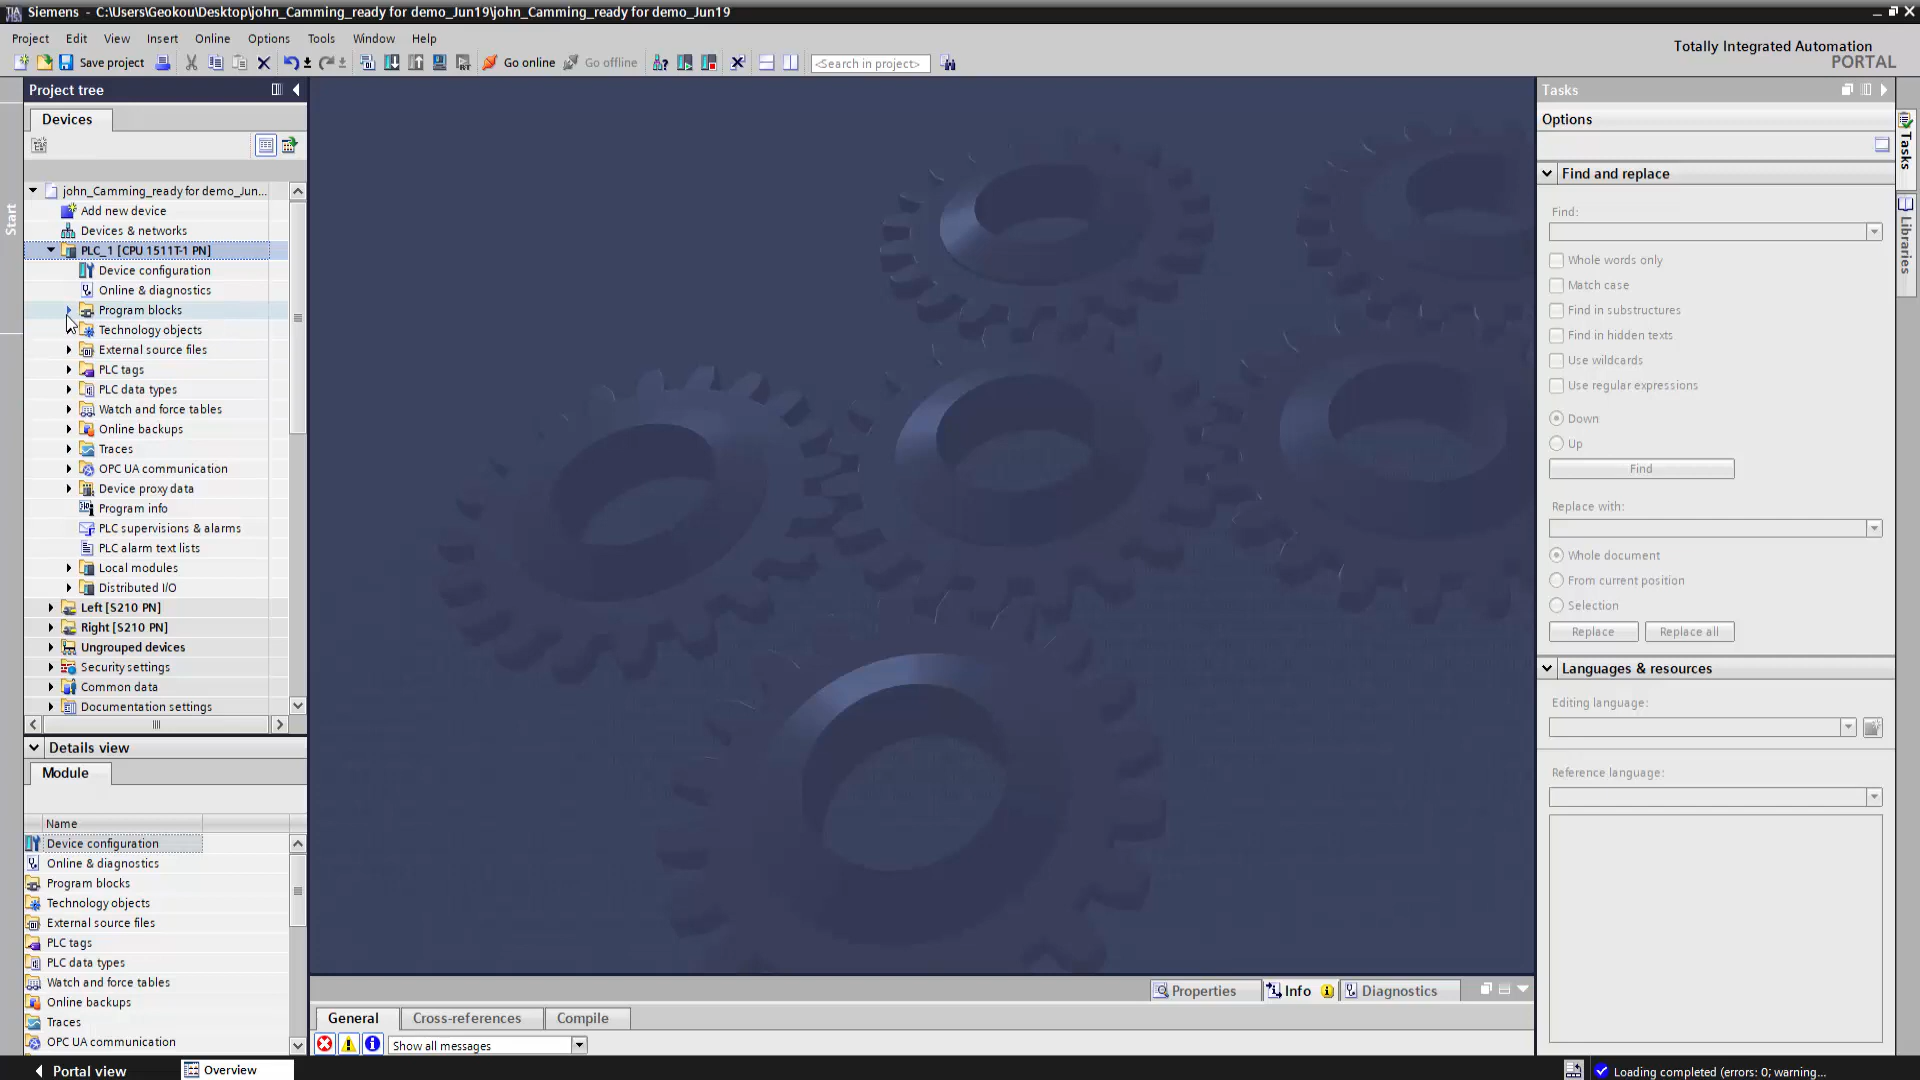 Siemens - C:\Users\Geokou\Desktop\john_Camming_ready for demo_Jun19\john_Camming_ready for demo_Jun19
Project Edit View Insert Online Options Tools Window Help
Totally Integrated Automation
PORTAL
Save project
Go online
Go offline
<Search in project>
Project tree
Devices
Start
john_Camming_ready for demo_Jun...
Add new device
Devices & networks
PLC_1 [CPU 1511T-1 PN]
Device configuration
Online & diagnostics
Program blocks
Technology objects
External source files
PLC tags
PLC data types
Watch and force tables
Online backups
Traces
OPC UA communication
Device proxy data
Program info
PLC supervisions & alarms
PLC alarm text lists
Local modules
Distributed I/O
Left [S210 PN]
Right [S210 PN]
Ungrouped devices
Security settings
Common data
Documentation settings
Details view
Module
Name
Device configuration
Online & diagnostics
Program blocks
Technology objects
External source files
PLC tags
PLC data types
Watch and force tables
Online backups
Traces
OPC UA communication
Properties
Info
Diagnostics
General
Cross-references
Compile
Show all messages
Tasks
Options
Find and replace
Find:
Whole words only
Match case
Find in substructures
Find in hidden texts
Use wildcards
Use regular expressions
Down
Up
Find
Replace with:
Whole document
From current position
Selection
Replace
Replace all
Languages & resources
Editing language:
Reference language:
Tasks
Libraries
Portal view
Overview
Loading completed (errors: 0; warning...